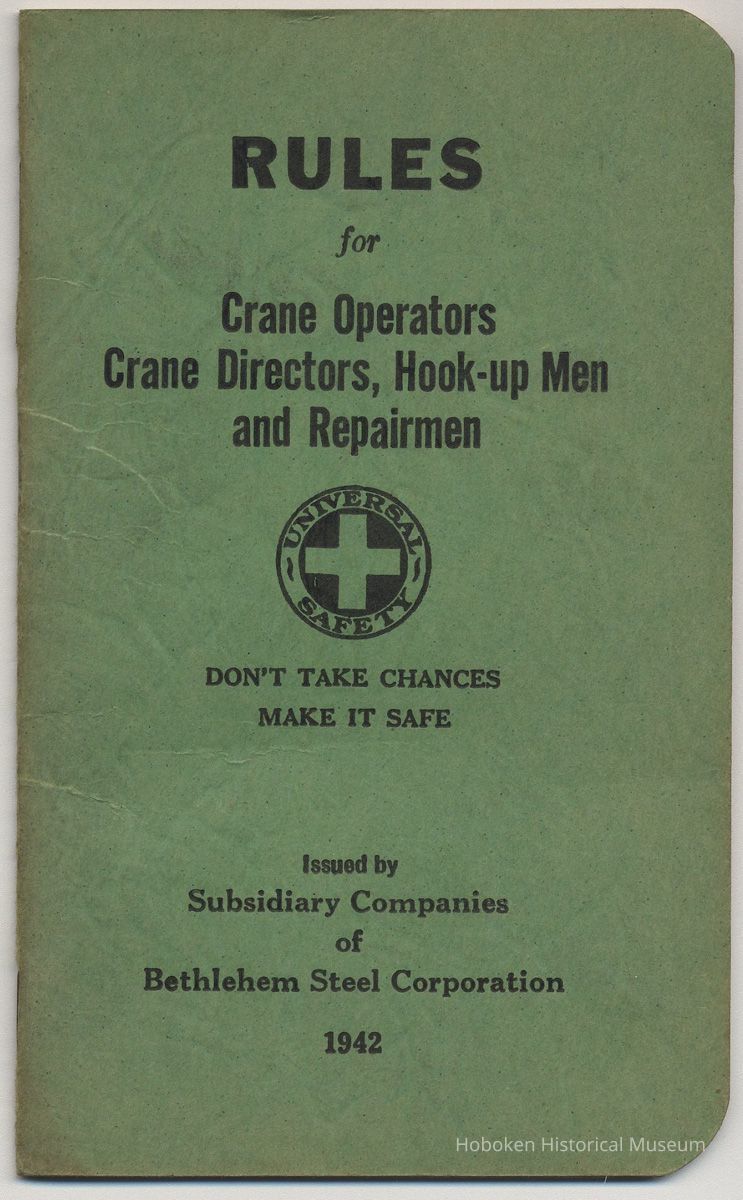 RULES
for
Crane Operators
Crane Directors, Hook-up Men
and Repairmen
UNIVERSAL
SAFETY
DON'T TAKE CHANCES
MAKE IT SAFE
Issued by
Subsidiary Companies
of
Bethlehem Steel Corporation
1942
Hoboken Historical Museum